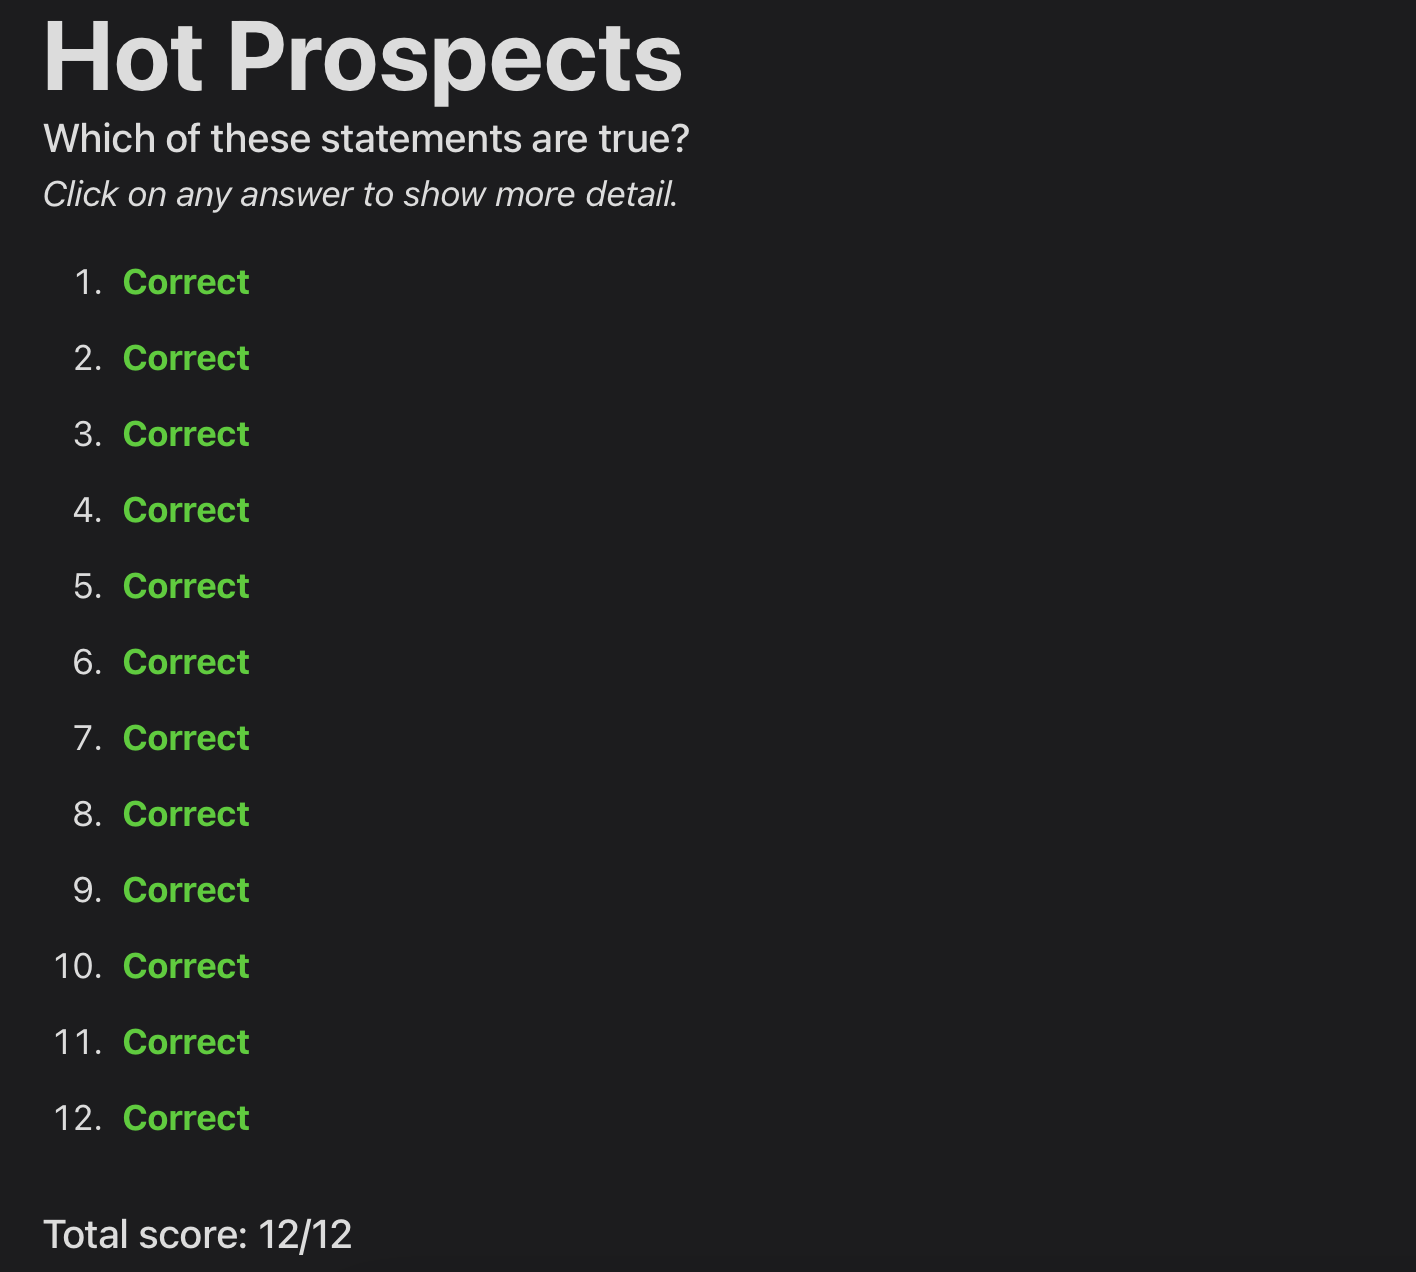 Hot Prospects
Which of these statements are true?
Click on any answer to show more detail.
1. Correct
2. Correct
3. Correct
4. Correct
5. Correct
6. Correct
7. Correct
8. Correct
9. Correct
10. Correct
11. Correct
12. Correct
Total score: 12/12